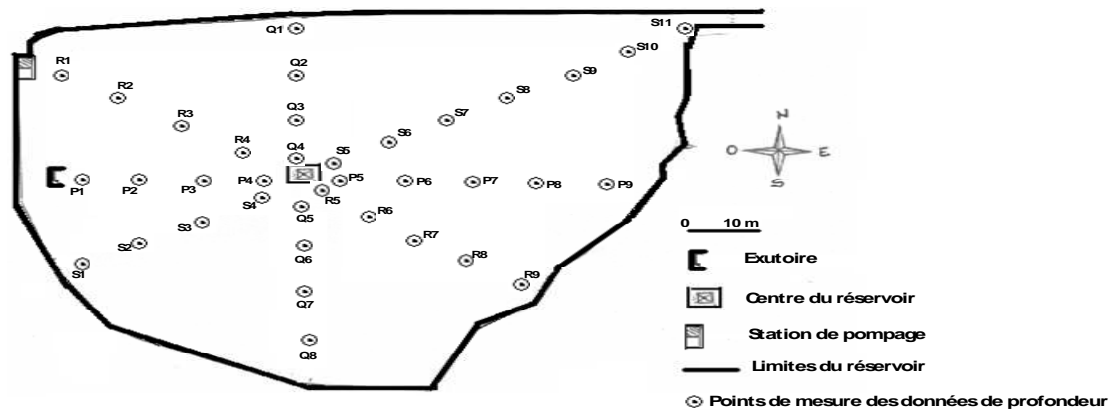 Q1
S11
S10
R1
Q2
S9
R2
S8
Q3
S7
R3
S6
R4
Q4
S5
P1
P2
P3
P4
P5
P6
P7
P8
P9
R5
S4
Q5
R6
S3
R7
S2
Q6
R8
S1
R9
Q7
Q8
N
O
E
S
0 10 m
Exutoire
Centre du réservoir
Station de pompage
Limites du réservoir
Points de mesure des données de profondeur